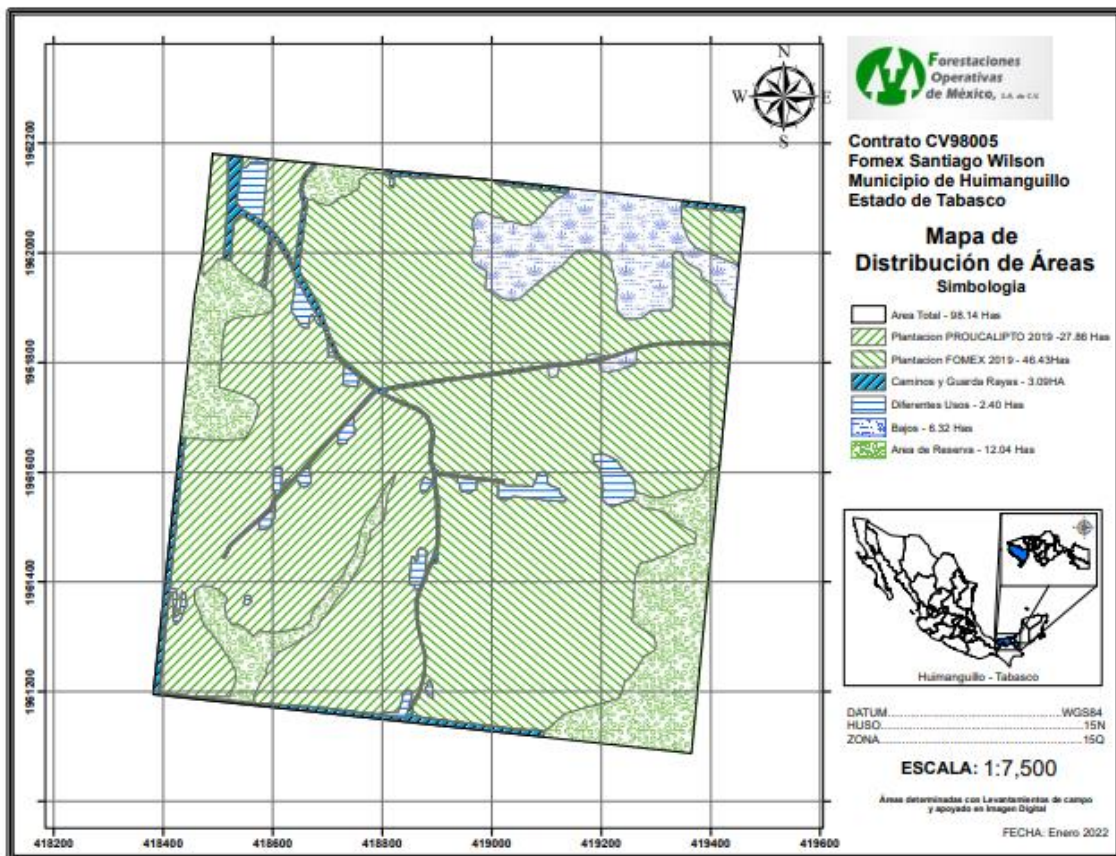 N
W
E
S
1962200
1962000
1961800
1961600
1961400
1961200
418200
418400
418600
418800
419000
419200
419400
419600
Forestaciones
Operativas
de México, S.A. de C.V.
Contrato CV98005
Fomex Santiago Wilson
Municipio de Huimanguillo
Estado de Tabasco
Mapa de
Distribución de Áreas
Simbologia
Area Total - 98.14 Has
Plantacion PROUCALIPTO 2019 -27.86 Has
Plantacion FOMEX 2019 - 46.43Has
Caminos y Guarda Rayas - 3.09HA
Diferentes Usos - 2.40 Has
Bajos - 6.32 Has
Area de Reserva - 12.04 Has
Huimanguillo - Tabasco
DATUM WGS84
HUSO 15N
ZONA 15Q
ESCALA: 1:7,500
Áreas determinadas con Levantamientos de campo
y apoyado en Imagen Digital
FECHA: Enero 2022